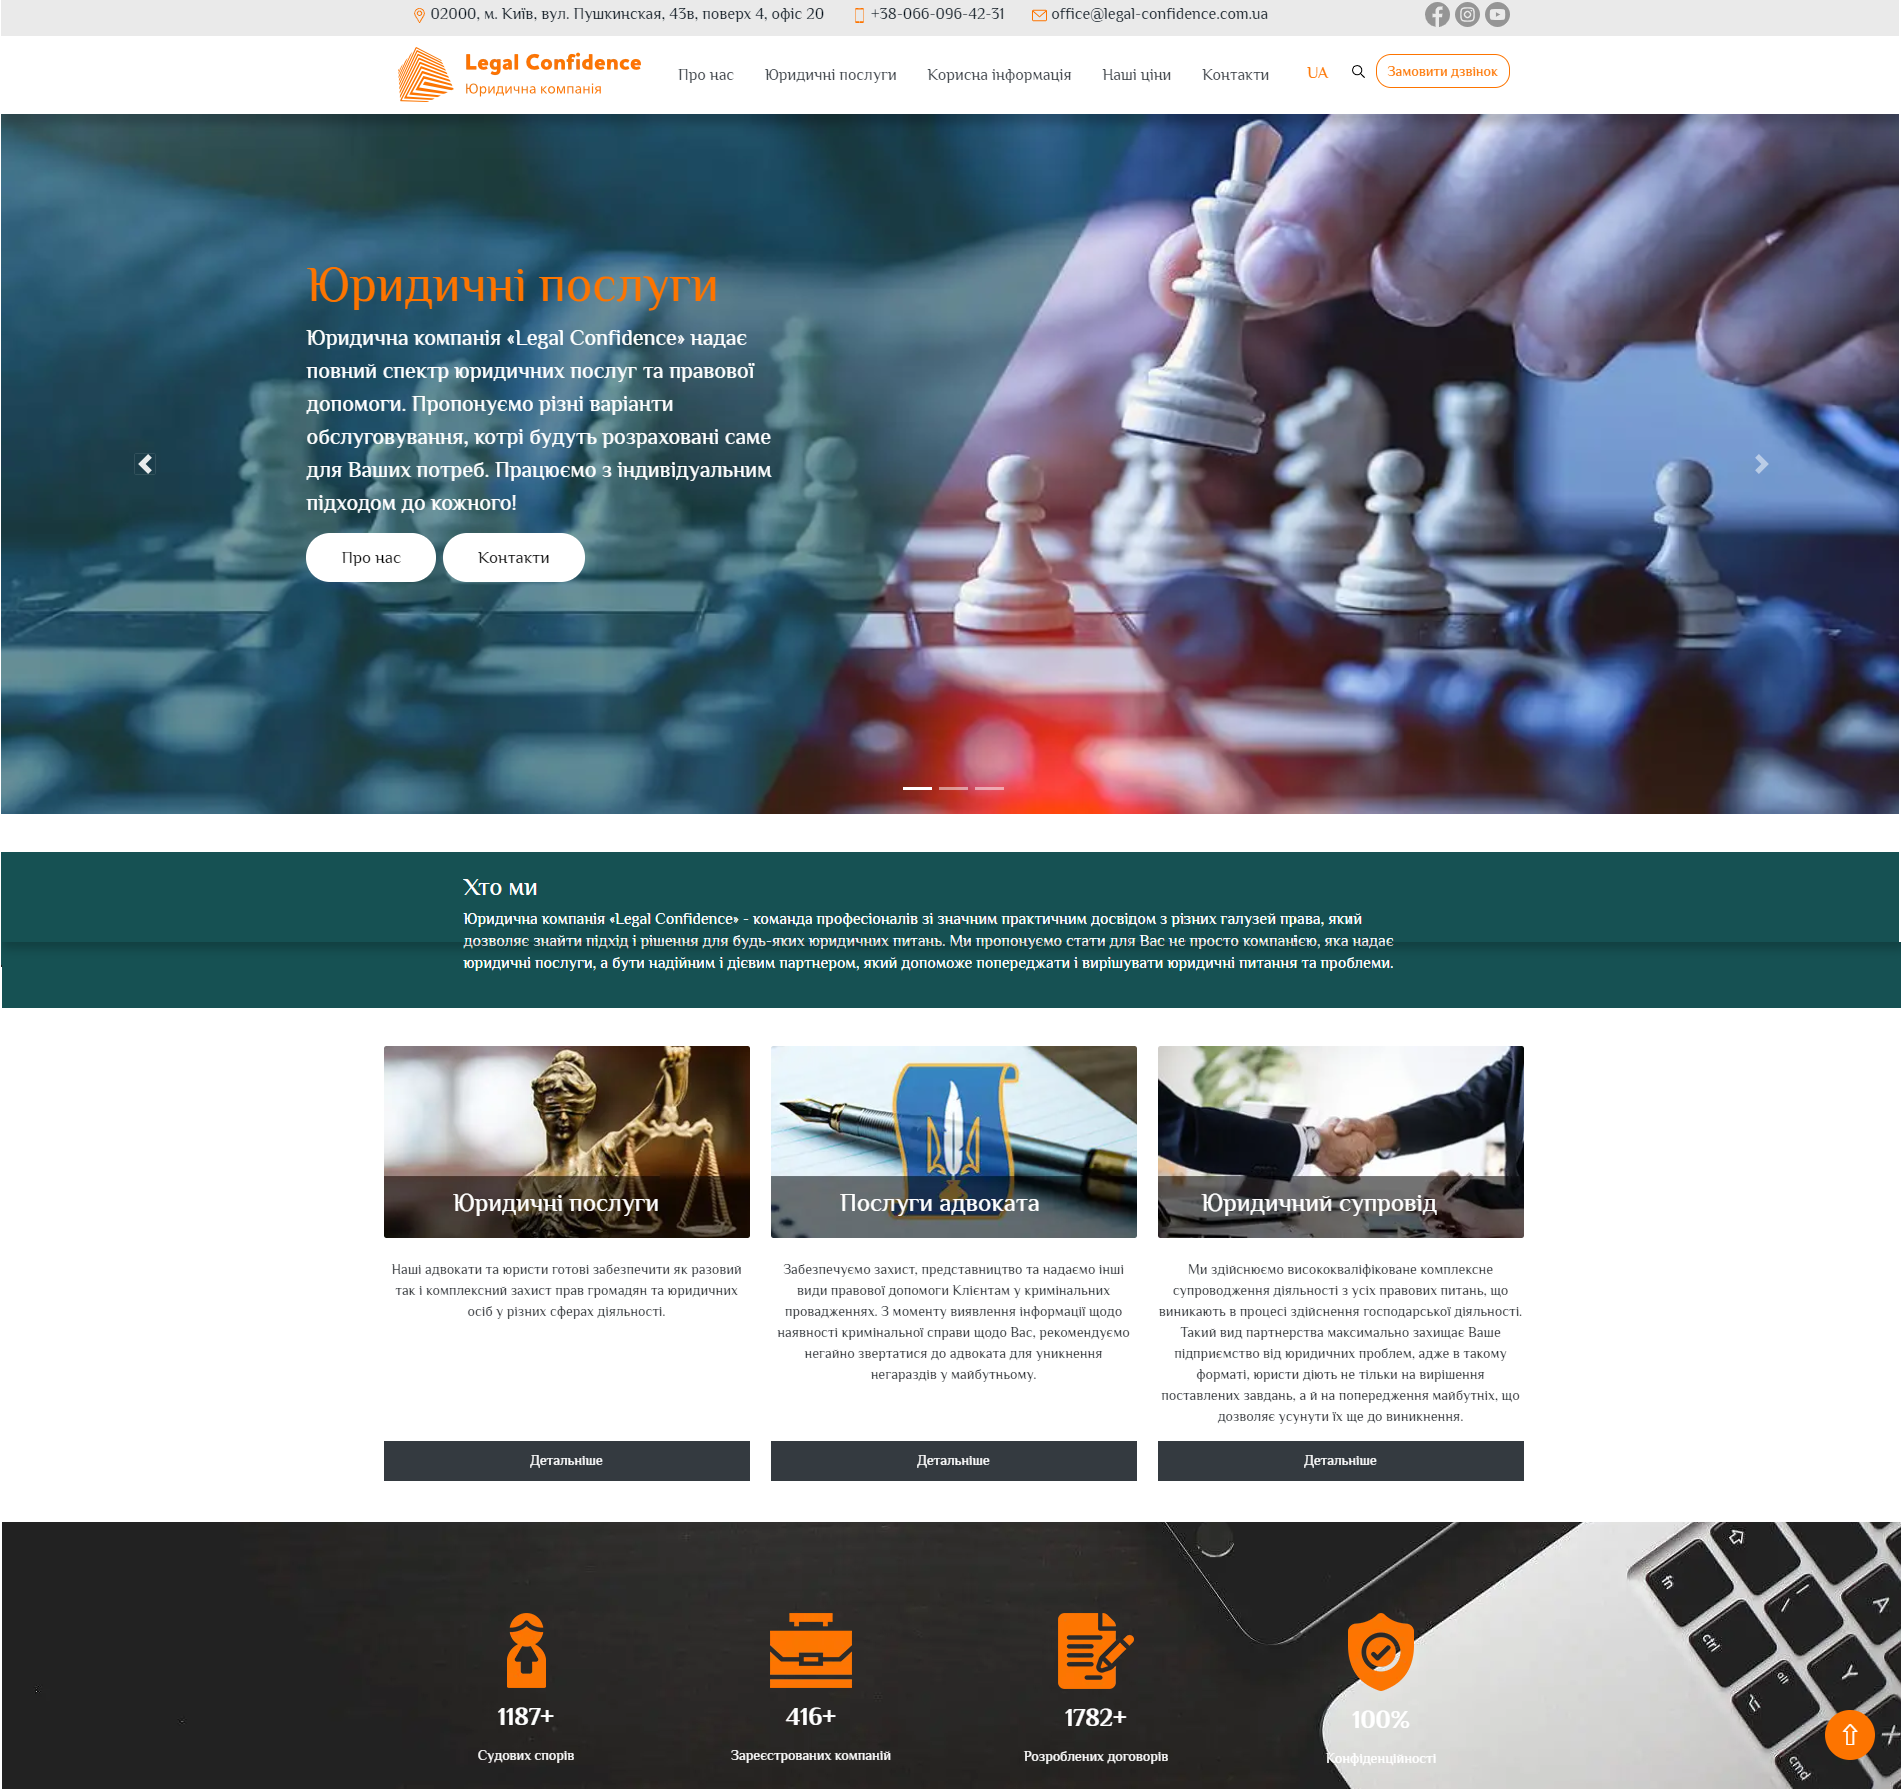 02000, м. Київ, вул. Пушкинская, 43в, поверх 4, офіс 20 +38-066-096-42-31 office@legal-confidence.com.ua
Legal Confidence
Юридична компанія
Про нас Юридичні послуги Корисна інформація Наші ціни Контакти UA Замовити дзвінок
Юридичні послуги
Юридична компанія «Legal Confidence» надає
повний спектр юридичних послуг та правової
допомоги. Пропонуємо різні варіанти
обслуговування, котрі будуть розраховані саме
для Ваших потреб. Працюємо з індивідуальним
підходом до кожного!
Про нас Контакти
Хто ми
Юридична компанія «Legal Confidence» - команда професіоналів зі значним практичним досвідом з різних галузей права, який
дозволяє знайти підхід і рішення для будь-яких юридичних питань. Ми пропонуємо стати для Вас не просто компанією, яка надає
юридичні послуги, а бути надійним і дієвим партнером, який допоможе попереджати і вирішувати юридичні питання та проблеми.
Юридичні послуги
Наші адвокати та юристи готові забезпечити як разовий
так і комплексний захист прав громадян та юридичних
осіб у різних сферах діяльності.
Детальніше
Послуги адвоката
Забезпечуємо захист, представництво та надаємо інші
види правової допомоги Клієнтам у кримінальних
провадженнях. З моменту виявлення інформації щодо
наявності кримінальної справи щодо Вас, рекомендуємо
негайно звертатися до адвоката для уникнення
негараздів у майбутньому.
Детальніше
Юридичний супровід
Ми здійснюємо висококваліфіковане комплексне
супроводження діяльності з усіх правових питань, що
виникають в процесі здійснення господарської діяльності.
Такий вид партнерства максимально захищає Ваше
підприємство від юридичних проблем, адже в такому
форматі, юристи діють не тільки на вирішення
поставлених завдань, а й на попередження майбутніх, що
дозволяє усунути їх ще до виникнення.
Детальніше
1187+
Судових спорів
416+
Зареєстрованих компаній
1782+
Розроблених договорів
100%
Конфіденційності
fn
ctrl
alt
cmd
A
Y
X